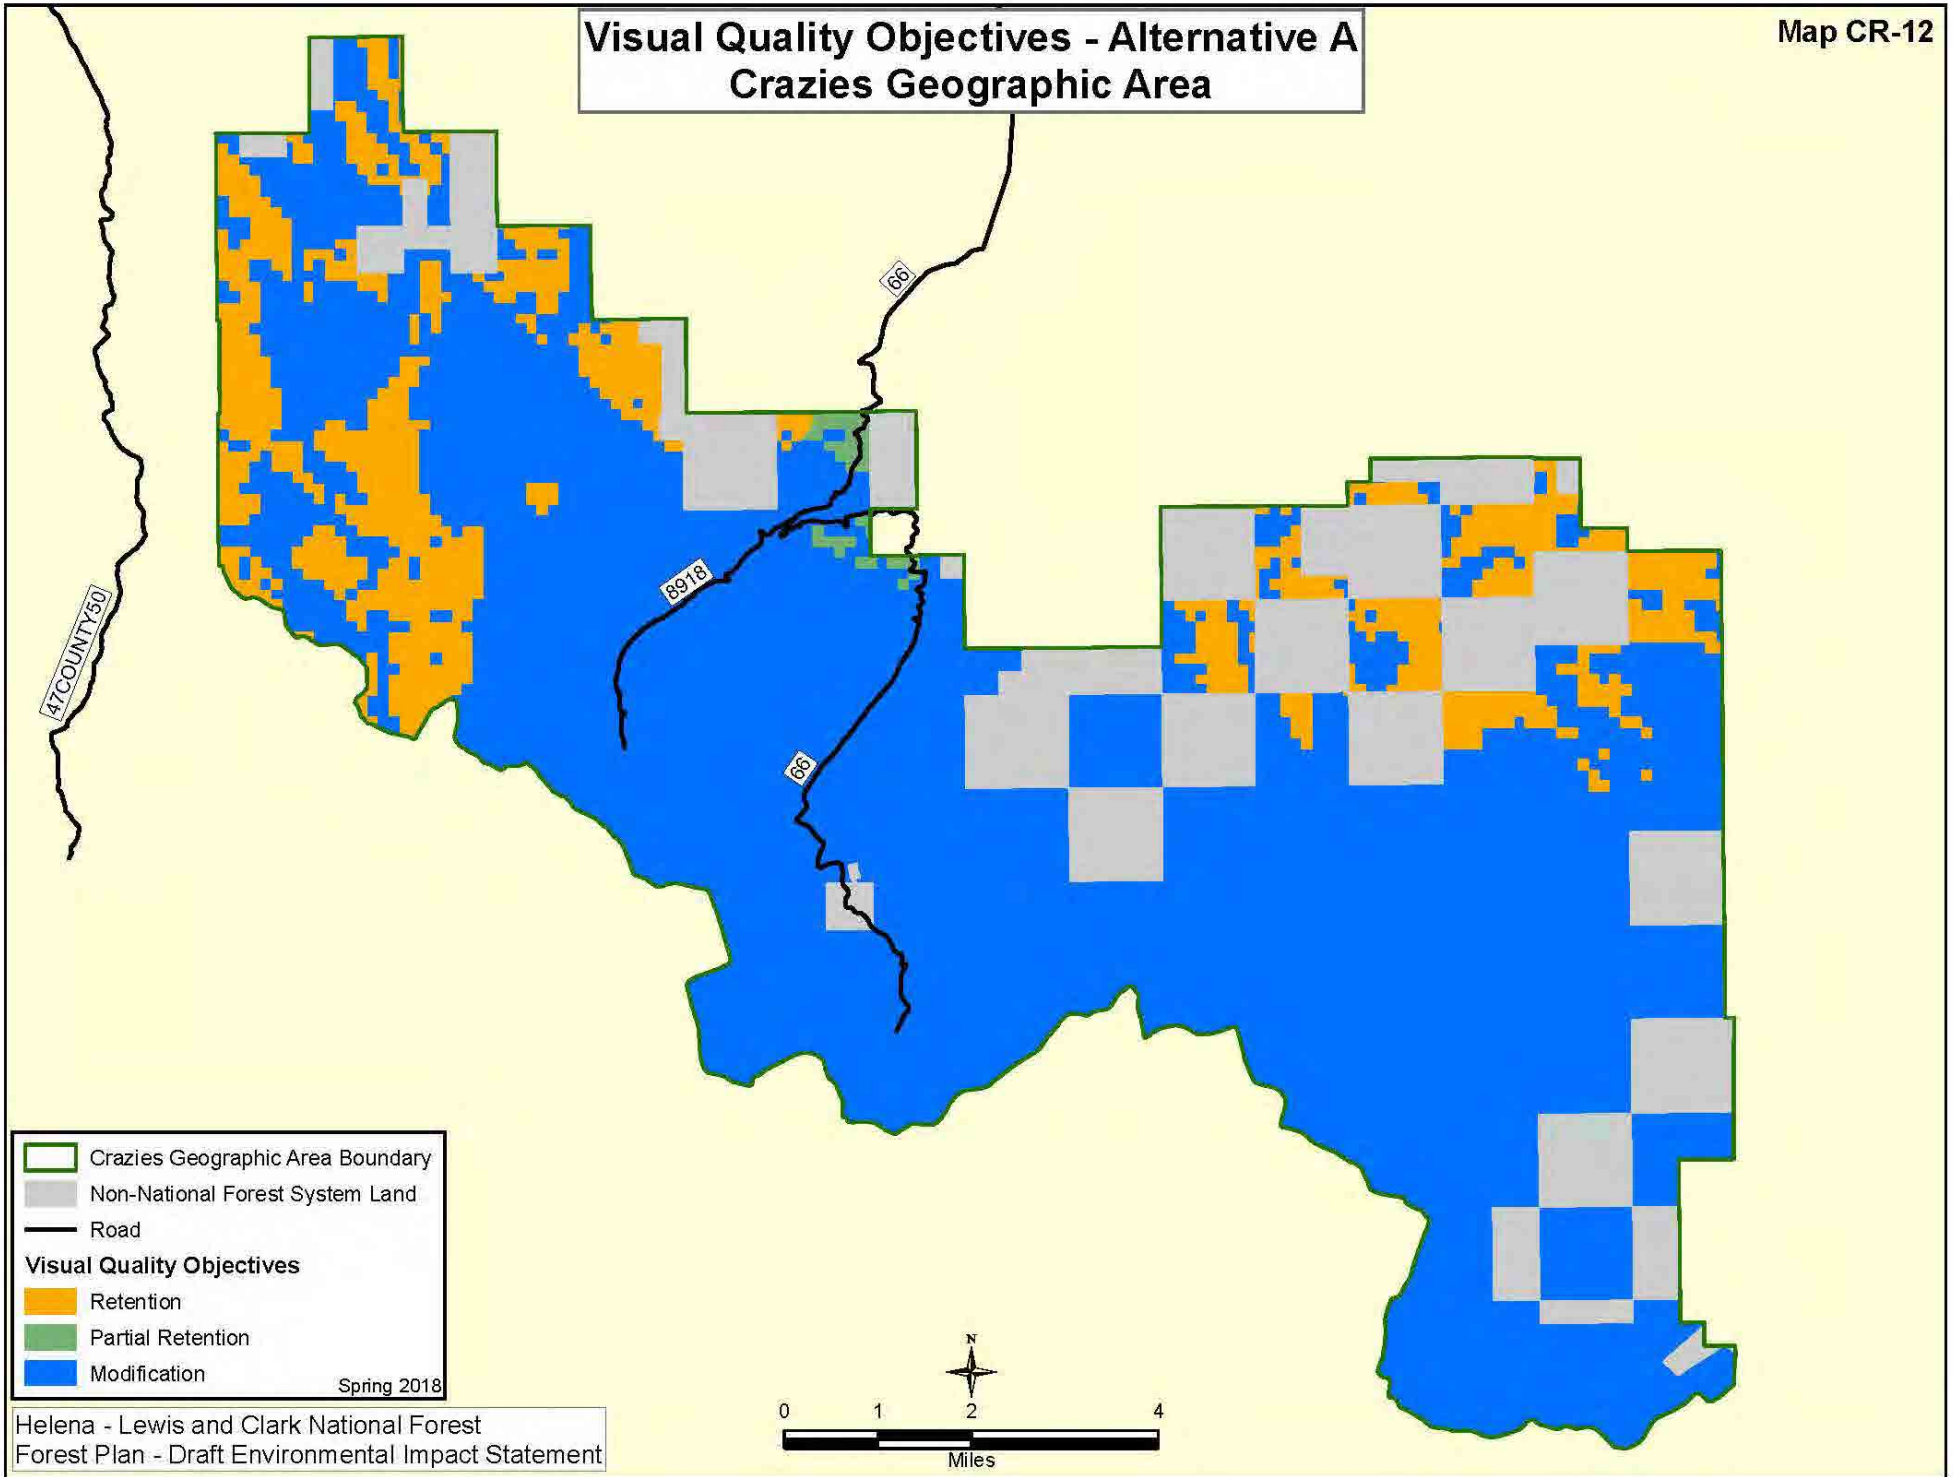 Visual Quality Objectives - Alternative A
Crazies Geographic Area
Map CR-12
66
8918
47COUNTY50
66
Crazies Geographic Area Boundary
Non-National Forest System Land
Road
Visual Quality Objectives
Retention
Partial Retention
Modification
Spring 2018
Helena - Lewis and Clark National Forest
Forest Plan - Draft Environmental Impact Statement
N
0 1 2 4
Miles